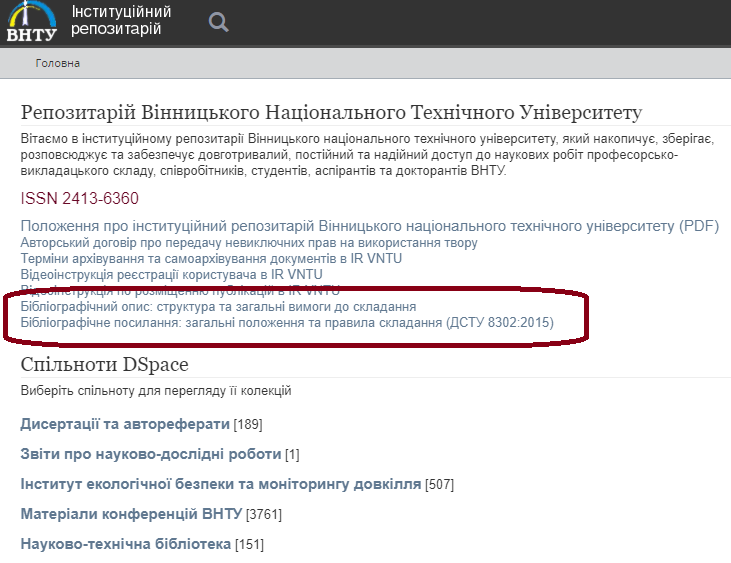 Інституційний
ВНТУ репозитарій
Головна
Репозитарій Вінницького Національного Технічного Університету
Вітаємо в інституційному репозитарії Вінницького національного технічного університету, який накопичує, зберігає,
розповсюджує та забезпечує довготривалий, постійний та надійний доступ до наукових робіт професорсько-
викладацького складу, співробітників, студентів, аспірантів та докторантів ВНТУ.
ISSN 2413-6360
Положення про інституційний репозитарій Вінницького національного технічного університету (PDF)
Авторський договір про передачу невиключних прав на використання твору
Терміни архівування та самоархівування документів в IR VNTU
Відеоінструкція реєстрації користувача в IR VNTU
Відеоінструкція по розміщенню публікацій в IR VNTU
Бібліографічний опис: структура та загальні вимоги до складання
Бібліографічне посилання: загальні положення та правила складання (ДСТУ 8302:2015)
Спільноти DSpace
Виберіть спільноту для перегляду її колекцій
Дисертації та автореферати [189]
Звіти про науково-дослідні роботи [1]
Інститут екологічної безпеки та моніторингу довкілля [507]
Матеріали конференцій ВНТУ [3761]
Науково-технічна бібліотека [151]